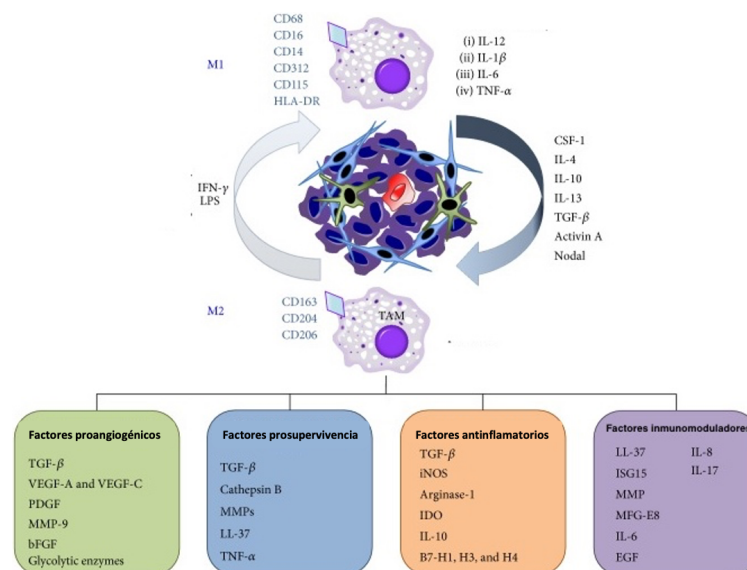 M1
CD68
CD16
CD14
CD312
CD115
HLA-DR
(i) IL-12
(ii) IL-1β
(iii) IL-6
(iv) TNF-α
IFN-γ
LPS
CSF-1
IL-4
IL-10
IL-13
TGF-β
Activin A
Nodal
M2
CD163
CD204
CD206
TAM
Factores proangiogénicos
TGF-β
VEGF-A and VEGF-C
PDGF
MMP-9
bFGF
Glycolytic enzymes
Factores prosupervivencia
TGF-β
Cathepsin B
MMPs
LL-37
TNF-α
Factores antinflamatorios
TGF-β
iNOS
Arginase-1
IDO
IL-10
B7-H1, H3, and H4
Factores inmunomoduladores
LL-37
ISG15
MMP
MFG-E8
IL-6
EGF
IL-8
IL-17